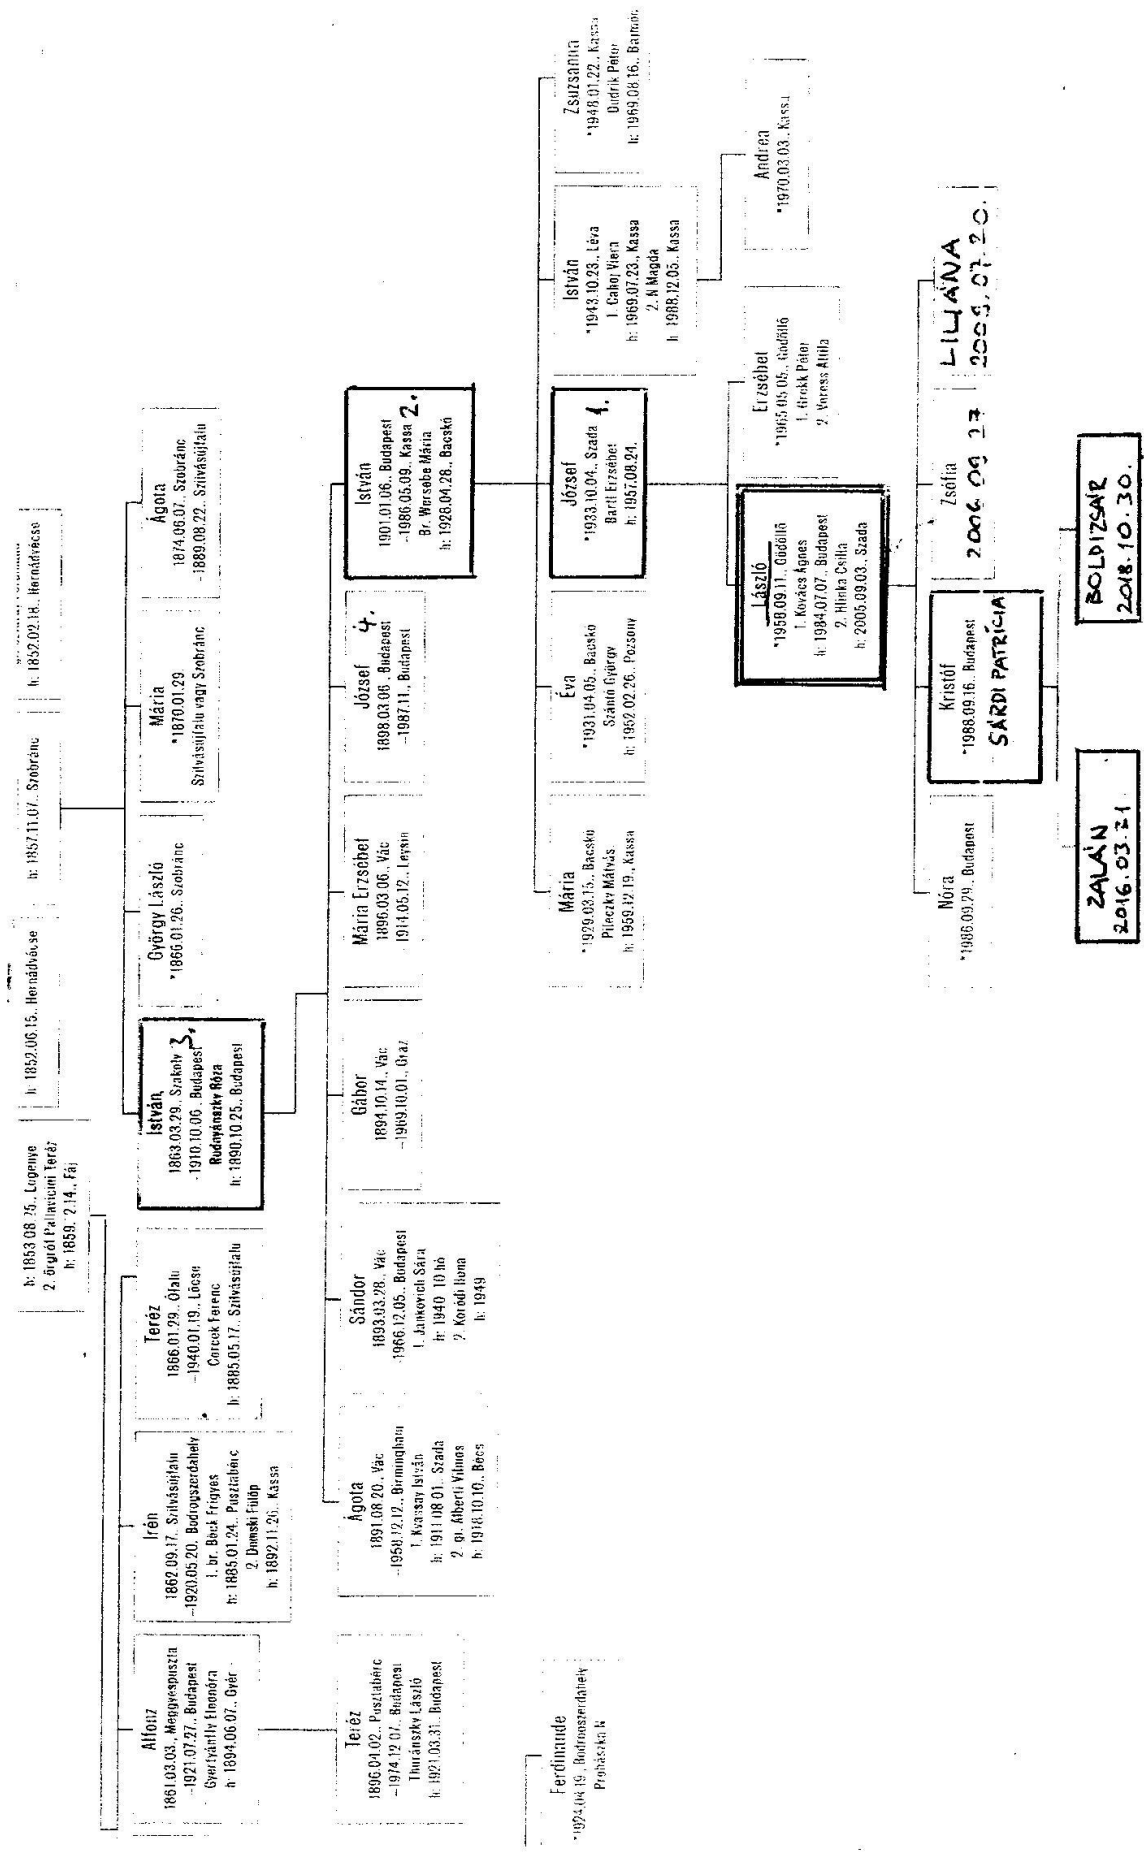 h: 1853.08.25., Logenye
2. őrgróf Pallavicini Teréz
h: 1859.12.14., Fáj
h: 1852.06.15., Hernádvécse
h: 1857.11.07., Szobránc
h: 1852.02.18., Hernádvécse
Alfonz
1861.03.03., Meggyespuszta
-1921.07.27., Budapest
Gyertyánffy Eleonóra
h: 1894.06.07., Gyér
Irén
1862.09.17., Szilvásújfalu
-1920.05.20., Bodrogszerdahely
1. br. Beck Frigyes
h: 1885.01.24., Pusztabérc
2. Domski Fülöp
h: 1892.11.26., Kassa
Teréz
1866.01.29., Ófalu
-1940.01.19., Lőcse
Corcek Ferenc
h: 1885.05.17., Szilvásújfalu
István,
1863.03.29., Szakoly 3.
-1910.10.06., Budapest
Rudnyánszky Róza
h: 1890.10.25., Budapest
György László
*1866.01.26., Szobránc
Mária
*1870.01.29
Szilvásújfalu vagy Szobránc
Ágota
1874.06.07., Szobránc
-1889.08.22., Szilvásújfalu
Teréz
1896.04.02., Pusztabérc
-1974.12.07., Budapest
Thuránszky László
h: 1921.03.31., Budapest
Ágota
1891.08.20., Vác
-1958.12.12., Birmingham
1. Kvassay István
h: 1911.08.01., Szada
2. gr. Alberti Vilmos
h: 1918.10.10., Bécs
Sándor
1893.03.28., Vác
-1966.12.05., Budapest
1. Jankovich Sára
h: 1940. 10 hó
2. Koródi Ilona
h: 1949
Gábor
1894.10.14., Vác
-1969.10.01., Graz
Mária Erzsébet
1896.03.06., Vác
1914.05.12., Leysin
József 4.
1898.03.06., Budapest
-1987.11., Budapest
István
1901.01.06., Budapest
-1986.05.09., Kassa 2.
Br. Wersebe Mária
h: 1928.04.28., Bacskó
Ferdinande
*1924.04.19., Bodrogszerdahely
Prohászka N
Mária
*1929.03.15., Bacskó
Pileczky Mátyás
h: 1959.12.19., Kassa
Éva
*1931.04.05., Bacskó
Szántó György
h: 1952.02.26., Pozsony
József
*1933.10.04., Szada 1.
Bartl Erzsébet
h: 1957.08.24.
István
*1943.10.23., Léva
1. Cahoj Viera
h: 1969.07.23., Kassa
2. N Magda
h: 1988.12.05., Kassa
Zsuzsanna
*1948.01.22., Kassa
Dudrik Péter
h: 1969.08.16.,
László
*1958.09.11., Gödöllő
1. Kovács Ágnes
h: 1984.07.07., Budapest
2. Hlinka Csilla
h: 2005.09.03., Szada
Erzsébet
*1965.05.05., Gödöllő
1. Grekk Péter
2. Veress Attila
Andrea
*1970.03.03., Kassa
Nóra
*1986.09.29., Budapest
Kristóf
*1988.09.16., Budapest
SÁRDI PATRÍCIA
Zsófia
2006 09 27
LILIÁNA
2009.07.20.
ZALÁN
2016.03.21
BOLDIZSÁR
2018.10.30.